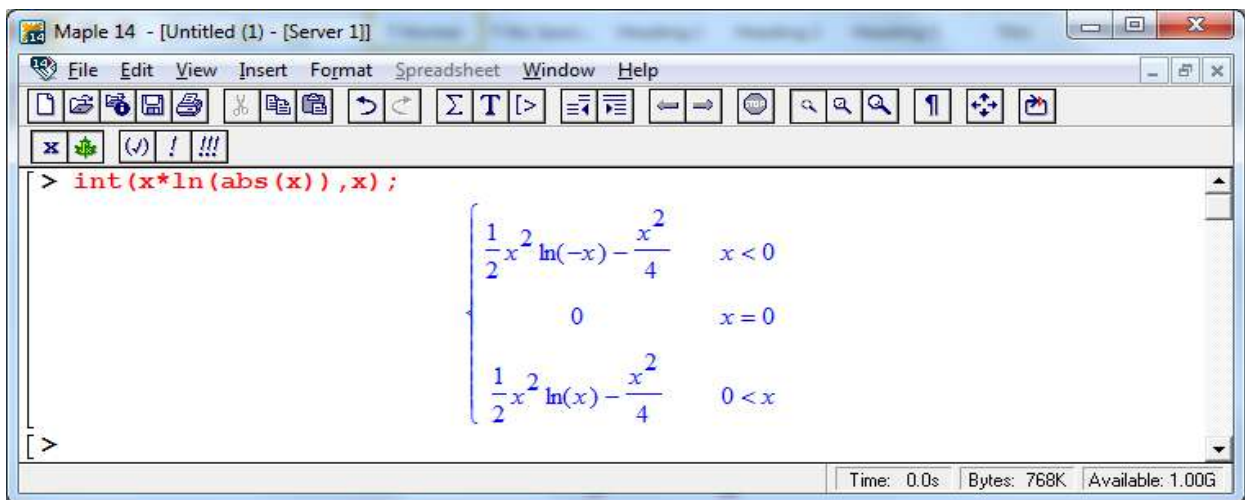 Maple 14 - [Untitled (1) - [Server 1]]
File Edit View Insert Format Spreadsheet Window Help
Σ T [> STOP ¶
x (√) ! !!!
[ > int(x*ln(abs(x)),x);
1/2 x^2 ln(-x) - x^2/4 x < 0
0 x = 0
1/2 x^2 ln(x) - x^2/4 0 < x
[ >
Time: 0.0s Bytes: 768K Available: 1.00G